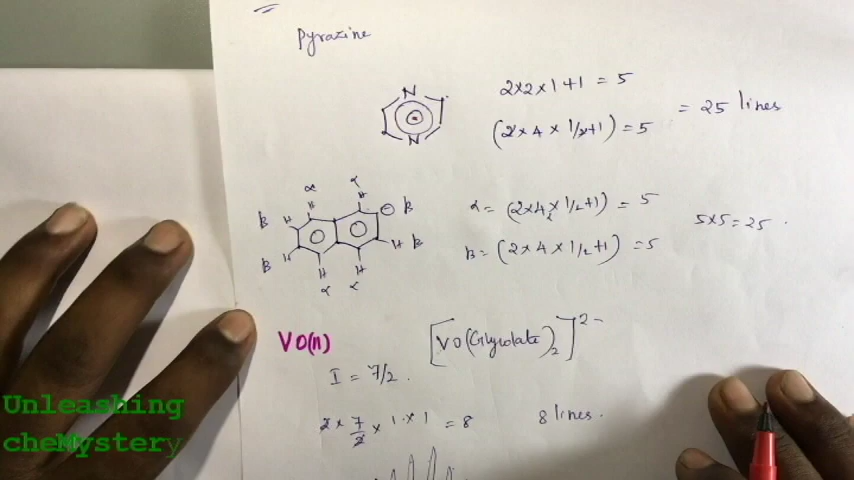 Pyrazine
N
N
2×2×1+1 = 5
(2×4×1/2+1) = 5
= 25 lines
α α
H H
B H B
B H H B
H H
α α
α = (2×4×1/2+1) = 5
B = (2×4×1/2+1) = 5
5×5=25.
VO(II)
[VO(Glycolate)2]2-
I = 7/2.
2 × 7/2 × 1·×1 = 8
8 lines.
Unleashing
cheMystery